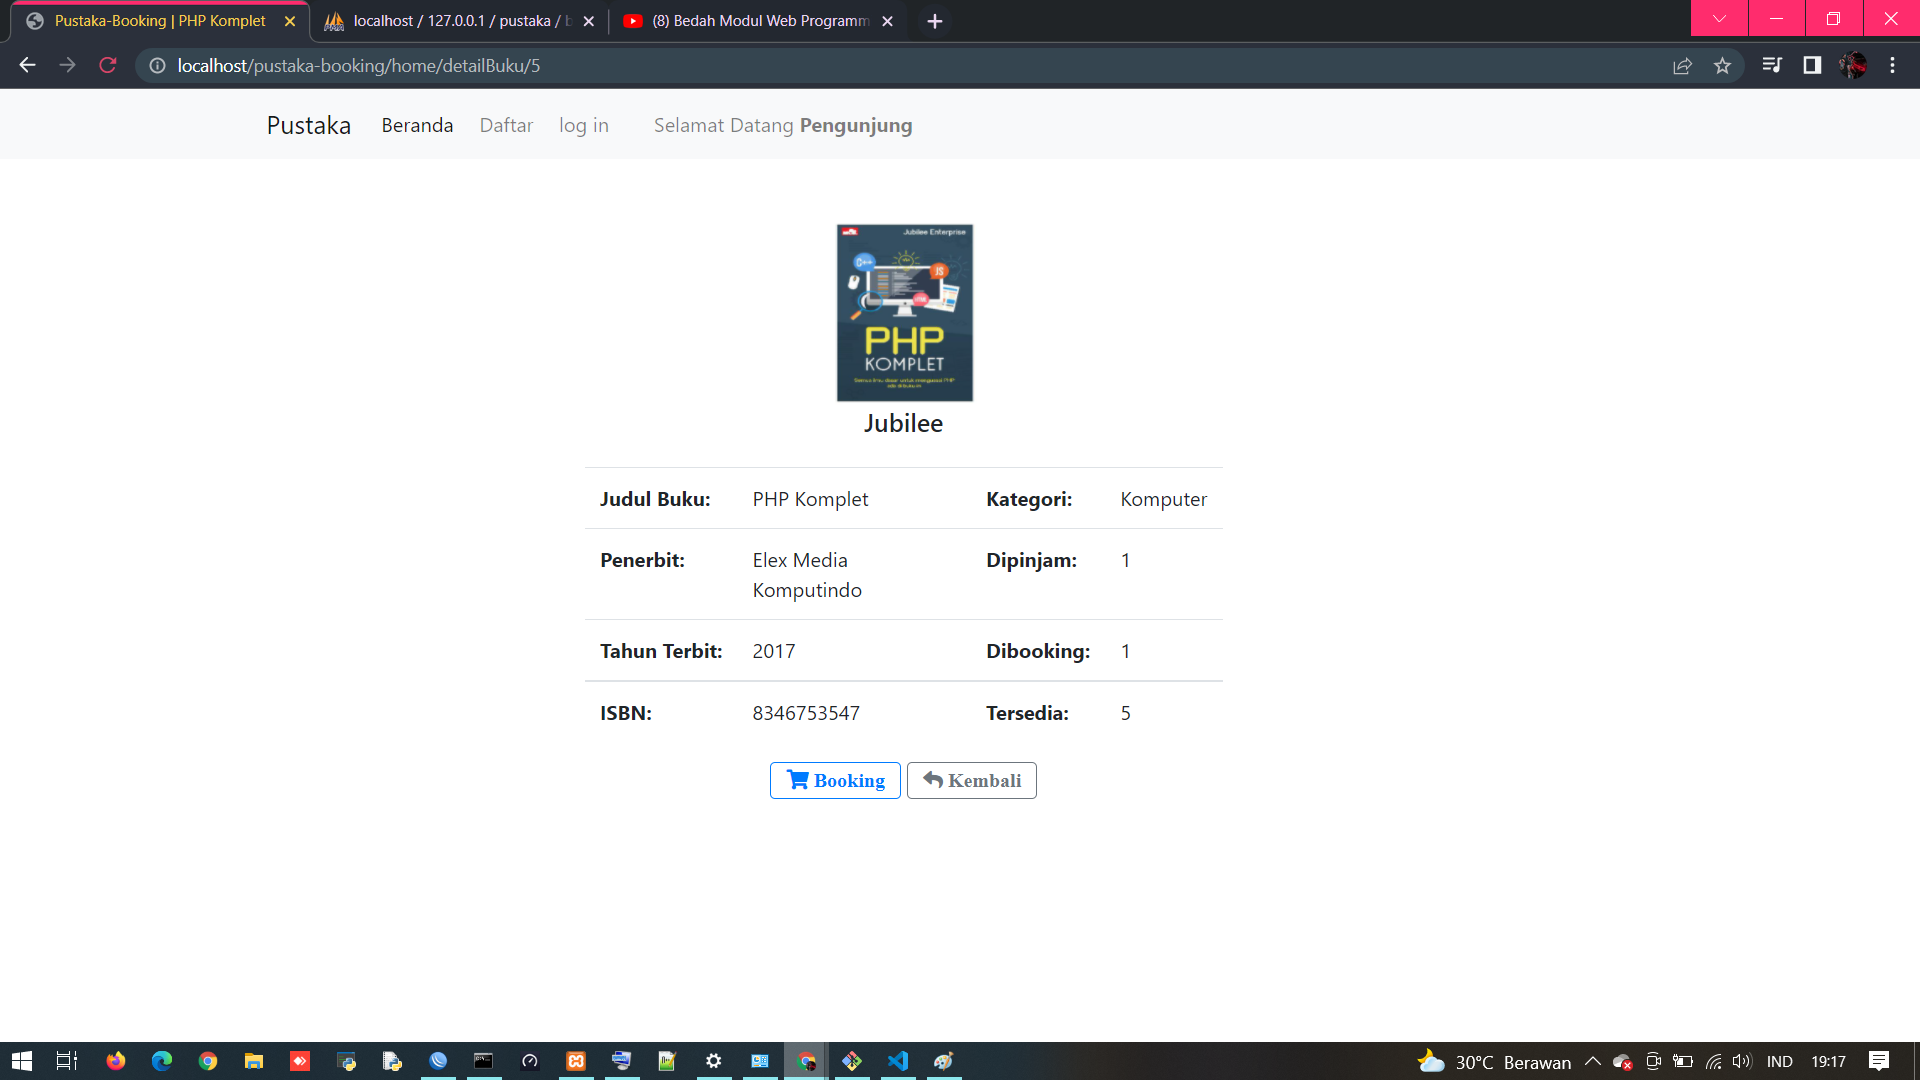 Pustaka-Booking | PHP Komplet
localhost / 127.0.0.1 / pustaka / b
(8) Bedah Modul Web Programm
localhost/pustaka-booking/home/detailBuku/5
Pustaka Beranda Daftar log in Selamat Datang Pengunjung
Jubilee Enterprise
C++
JS
PHP
KOMPLET
Jubilee
Judul Buku: PHP Komplet Kategori: Komputer
Penerbit: Elex Media Komputindo Dipinjam: 1
Tahun Terbit: 2017 Dibooking: 1
ISBN: 8346753547 Tersedia: 5
Booking Kembali
30°C Berawan IND 19:17